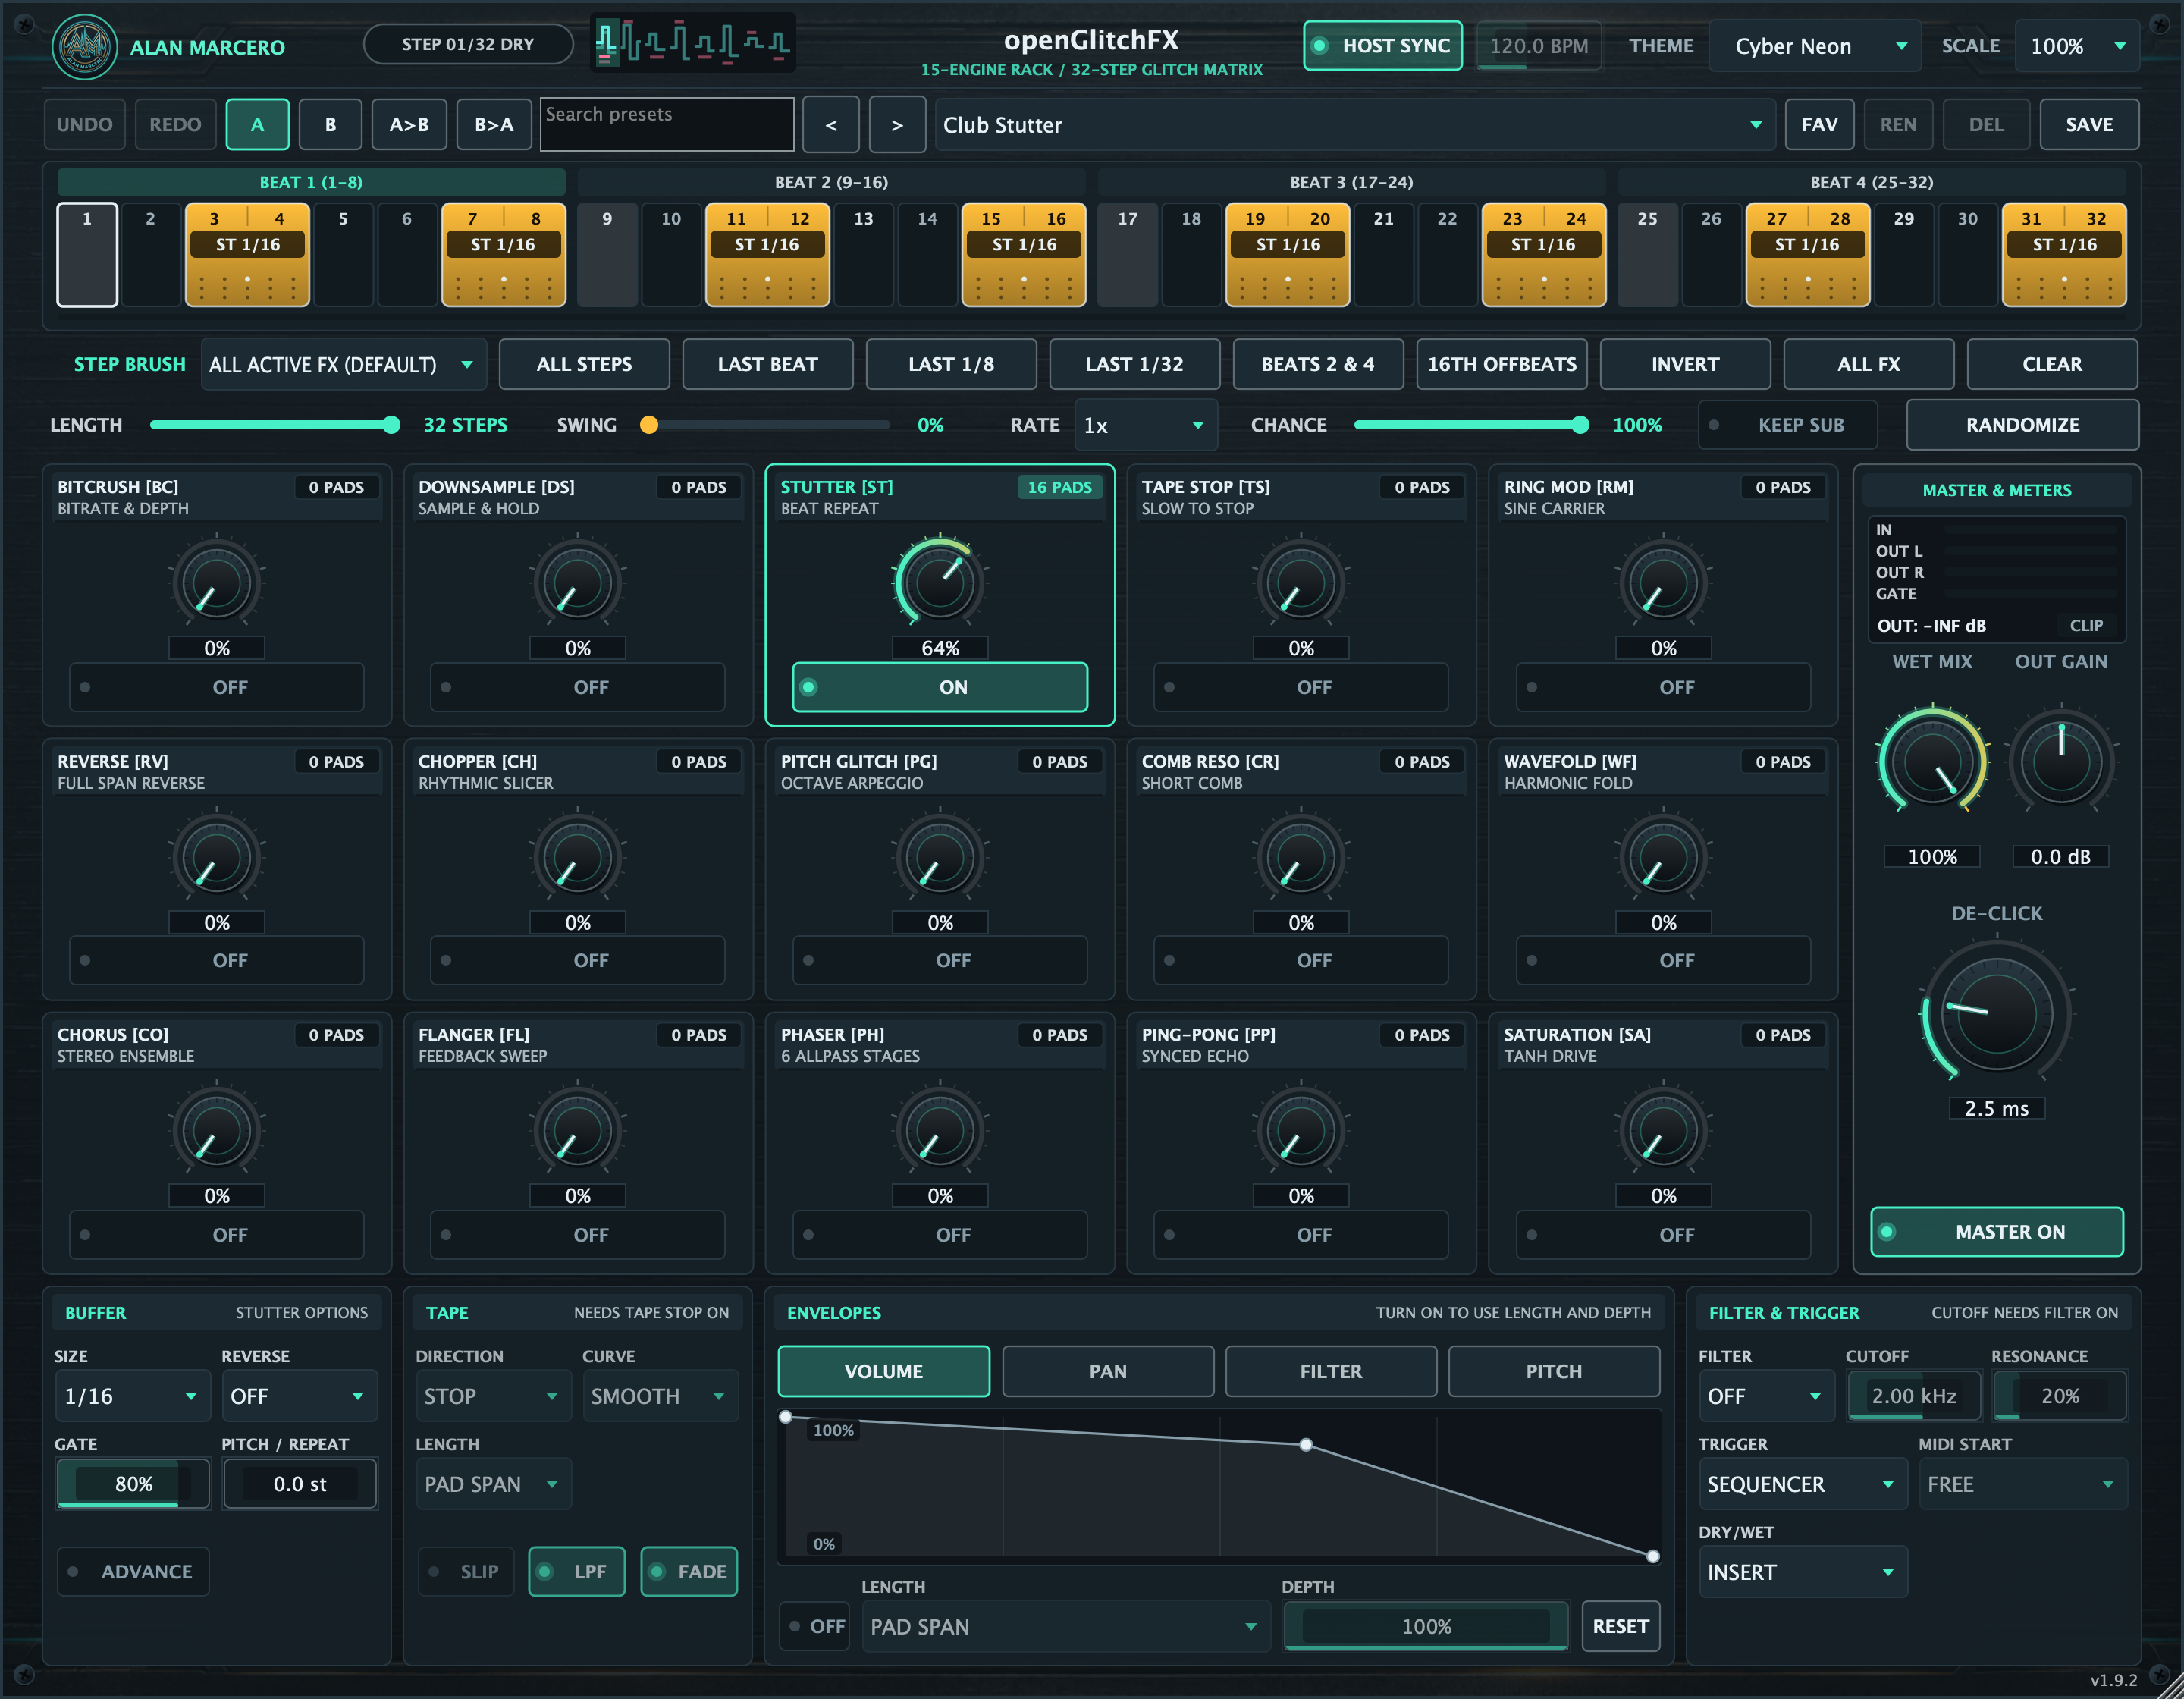 ALAN MARCERO
STEP 01/32 DRY
openGlitchFX
15-ENGINE RACK / 32-STEP GLITCH MATRIX
HOST SYNC
120.0 BPM
THEME
Cyber Neon
SCALE
100%
UNDO
REDO
A
B
A>B
B>A
Search presets
<
>
Club Stutter
FAV
REN
DEL
SAVE
BEAT 1 (1-8)
BEAT 2 (9-16)
BEAT 3 (17-24)
BEAT 4 (25-32)
1 2 3 4 5 6 7 8 9 10 11 12 13 14 15 16 17 18 19 20 21 22 23 24 25 26 27 28 29 30 31 32
ST 1/16 ST 1/16 ST 1/16 ST 1/16 ST 1/16 ST 1/16 ST 1/16 ST 1/16
STEP BRUSH
ALL ACTIVE FX (DEFAULT)
ALL STEPS
LAST BEAT
LAST 1/8
LAST 1/32
BEATS 2 & 4
16TH OFFBEATS
INVERT
ALL FX
CLEAR
LENGTH
32 STEPS
SWING
0%
RATE
1x
CHANCE
100%
KEEP SUB
RANDOMIZE
BITCRUSH [BC]
0 PADS
BITRATE & DEPTH
0%
OFF
DOWNSAMPLE [DS]
0 PADS
SAMPLE & HOLD
0%
OFF
STUTTER [ST]
16 PADS
BEAT REPEAT
64%
ON
TAPE STOP [TS]
0 PADS
SLOW TO STOP
0%
OFF
RING MOD [RM]
0 PADS
SINE CARRIER
0%
OFF
REVERSE [RV]
0 PADS
FULL SPAN REVERSE
0%
OFF
CHOPPER [CH]
0 PADS
RHYTHMIC SLICER
0%
OFF
PITCH GLITCH [PG]
0 PADS
OCTAVE ARPEGGIO
0%
OFF
COMB RESO [CR]
0 PADS
SHORT COMB
0%
OFF
WAVEFOLD [WF]
0 PADS
HARMONIC FOLD
0%
OFF
CHORUS [CO]
0 PADS
STEREO ENSEMBLE
0%
OFF
FLANGER [FL]
0 PADS
FEEDBACK SWEEP
0%
OFF
PHASER [PH]
0 PADS
6 ALLPASS STAGES
0%
OFF
PING-PONG [PP]
0 PADS
SYNCED ECHO
0%
OFF
SATURATION [SA]
0 PADS
TANH DRIVE
0%
OFF
MASTER & METERS
IN
OUT L
OUT R
GATE
OUT: -INF dB
CLIP
WET MIX
OUT GAIN
100%
0.0 dB
DE-CLICK
2.5 ms
MASTER ON
BUFFER
STUTTER OPTIONS
SIZE
REVERSE
1/16
OFF
GATE
PITCH / REPEAT
80%
0.0 st
ADVANCE
TAPE
NEEDS TAPE STOP ON
DIRECTION
CURVE
STOP
SMOOTH
LENGTH
PAD SPAN
SLIP
LPF
FADE
ENVELOPES
TURN ON TO USE LENGTH AND DEPTH
VOLUME
PAN
FILTER
PITCH
100%
0%
LENGTH
DEPTH
OFF
PAD SPAN
100%
RESET
FILTER & TRIGGER
CUTOFF NEEDS FILTER ON
FILTER
CUTOFF
RESONANCE
OFF
2.00 kHz
20%
TRIGGER
MIDI START
SEQUENCER
FREE
DRY/WET
INSERT
v1.9.2